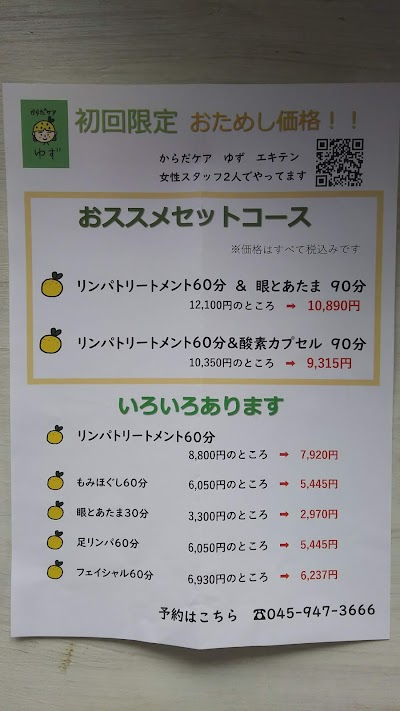 からだケア
ゆず
初回限定 おためし価格！！
からだケア ゆず エキテン
女性スタッフ2人でやってます
おススメセットコース
※価格はすべて税込みです
リンパトリートメント60分 & 眼とあたま 90分
12,100円のところ ➡ 10,890円
リンパトリートメント60分&酸素カプセル 90分
10,350円のところ ➡ 9,315円
いろいろあります
リンパトリートメント60分
8,800円のところ ➡ 7,920円
もみほぐし60分 6,050円のところ ➡ 5,445円
眼とあたま30分 3,300円のところ ➡ 2,970円
足リンパ60分 6,050円のところ ➡ 5,445円
フェイシャル60分 6,930円のところ ➡ 6,237円
予約はこちら ☎045-947-3666